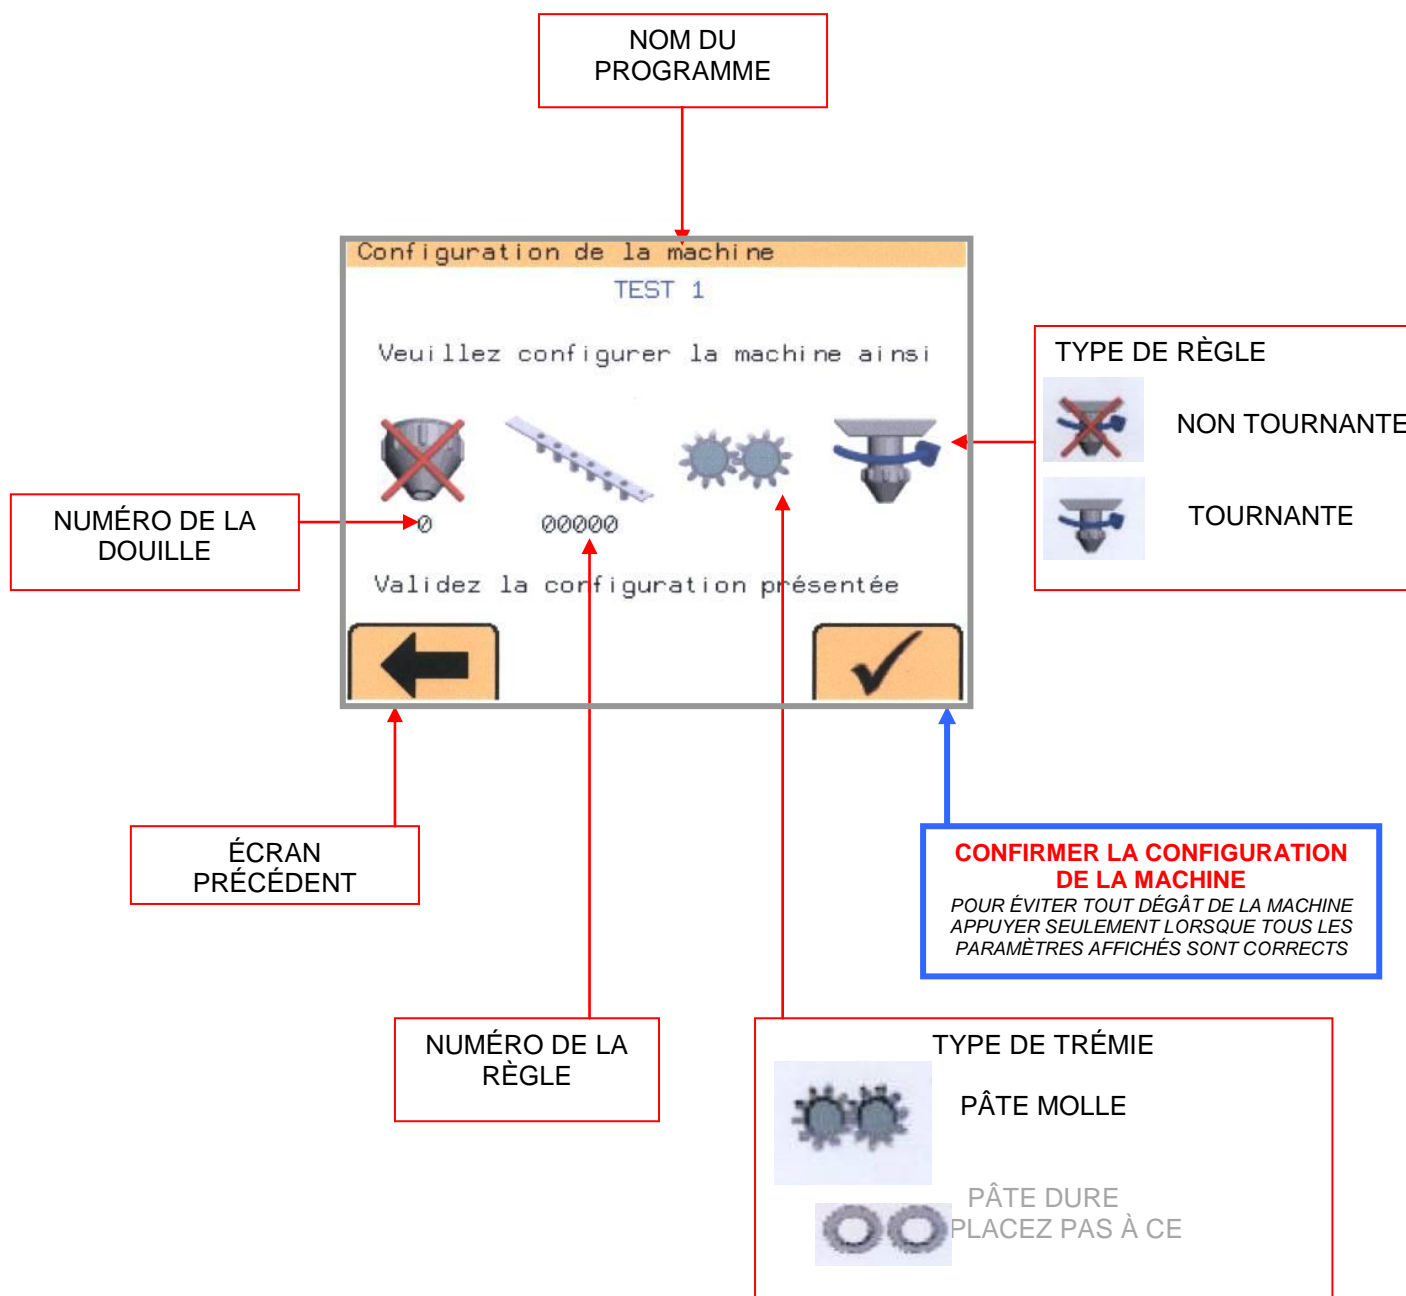 NOM DU
PROGRAMME
Configuration de la machine
TEST 1
Veuillez configurer la machine ainsi
0
00000
Validez la configuration présentée
TYPE DE RÈGLE
NON TOURNANTE
TOURNANTE
NUMÉRO DE LA
DOUILLE
ÉCRAN
PRÉCÉDENT
CONFIRMER LA CONFIGURATION
DE LA MACHINE
POUR ÉVITER TOUT DÉGÂT DE LA MACHINE
APPUYER SEULEMENT LORSQUE TOUS LES
PARAMÈTRES AFFICHÉS SONT CORRECTS
NUMÉRO DE LA
RÈGLE
TYPE DE TRÉMIE
PÂTE MOLLE
PÂTE DURE
PLACEZ PAS À CE